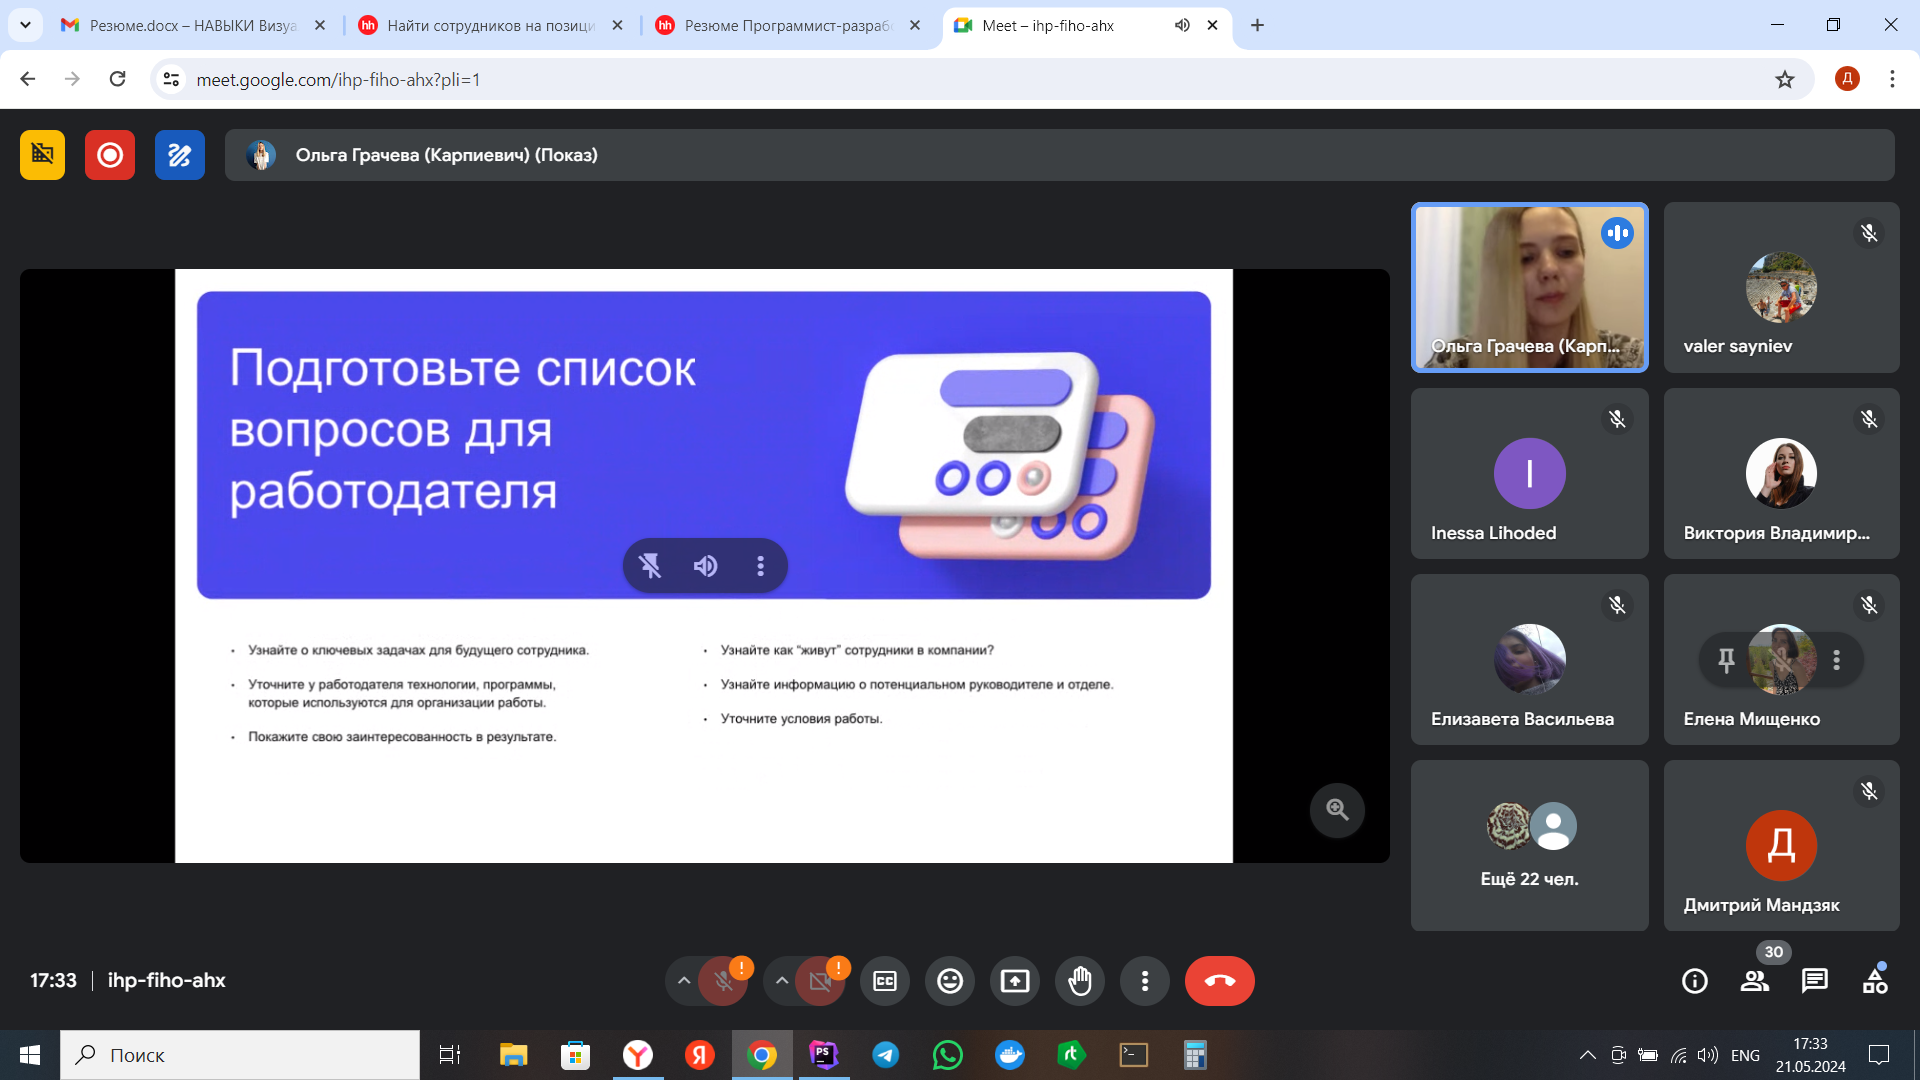 Резюме.docx – НАВЫКИ Визуа
Найти сотрудников на позици
Резюме Программист-разраб
Meet – ihp-fiho-ahx
meet.google.com/ihp-fiho-ahx?pli=1
Д
Ольга Грачева (Карпиевич) (Показ)
Подготовьте список
вопросов для
работодателя
Узнайте о ключевых задачах для будущего сотрудника.
Уточните у работодателя технологии, программы,
которые используются для организации работы.
Покажите свою заинтересованность в результате.
Узнайте как “живут” сотрудники в компании?
Узнайте информацию о потенциальном руководителе и отделе.
Уточните условия работы.
Ольга Грачева (Карп...
valer sayniev
I
Inessa Lihoded
Виктория Владимир...
Елизавета Васильева
Елена Мищенко
Ещё 22 чел.
Д
Дмитрий Мандзяк
17:33 | ihp-fiho-ahx
30
Поиск
ENG
17:33
21.05.2024